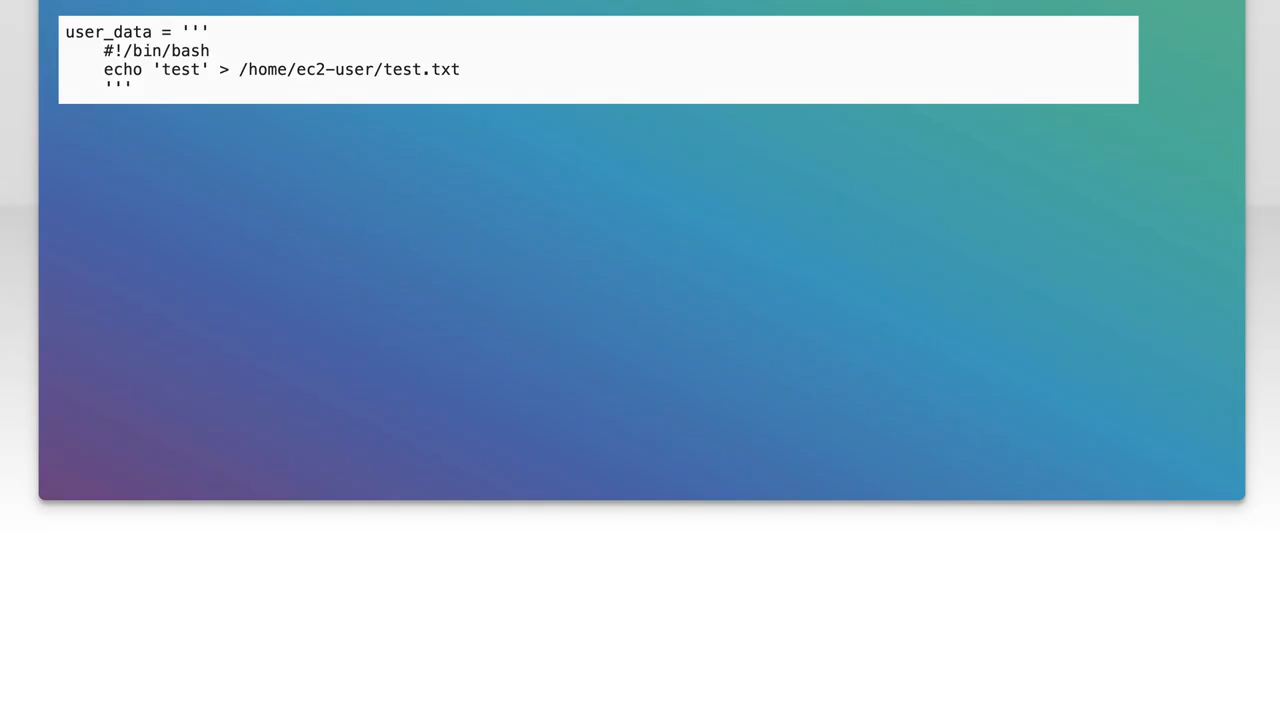 user_data = '''
    #!/bin/bash
    echo 'test' > /home/ec2-user/test.txt
    '''